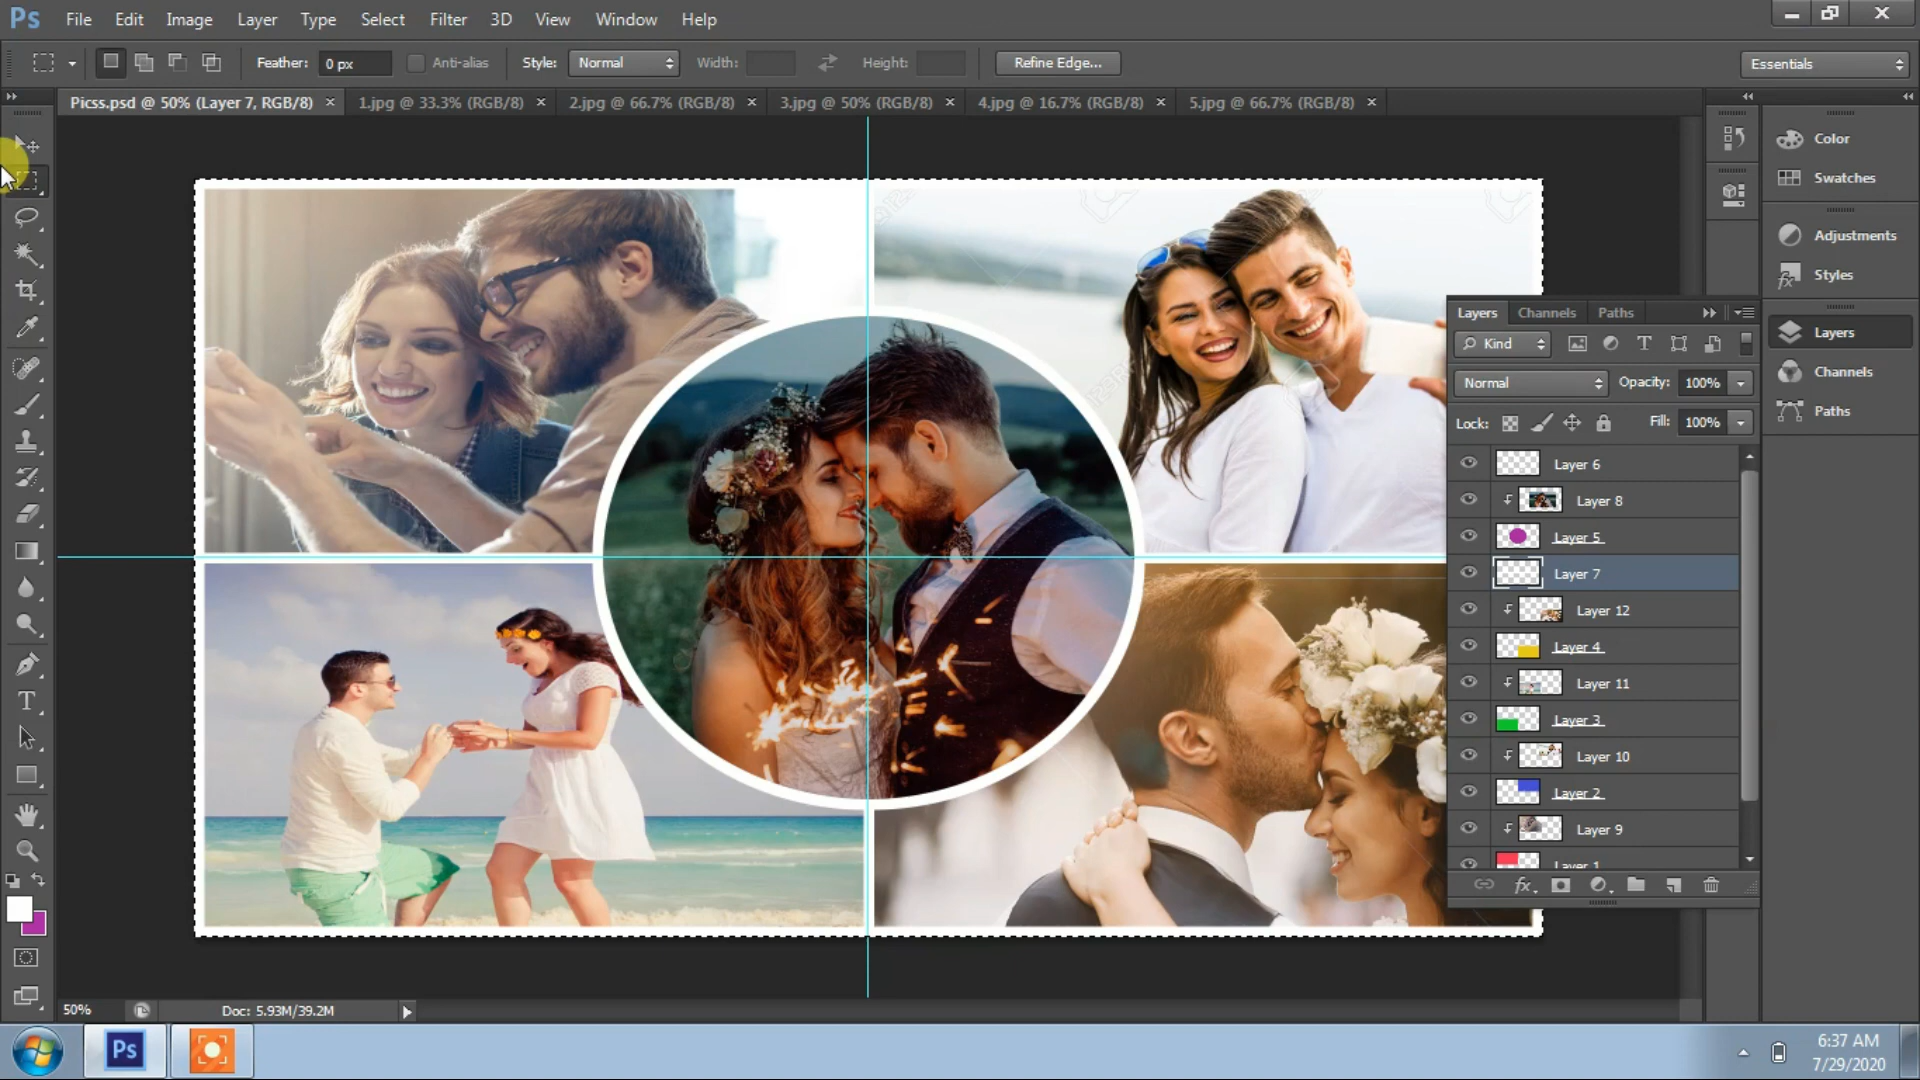 Ps File Edit Image Layer Type Select Filter 3D View Window Help
Feather: 0 px Anti-alias Style: Normal Width: Height: Refine Edge... Essentials
Picss.psd @ 50% (Layer 7, RGB/8) × 1.jpg @ 33.3% (RGB/8) × 2.jpg @ 66.7% (RGB/8) × 3.jpg @ 50% (RGB/8) × 4.jpg @ 16.7% (RGB/8) × 5.jpg @ 66.7% (RGB/8) ×
Color
Swatches
Adjustments
Styles
Layers
Channels
Paths
Layers Channels Paths
Kind
Normal Opacity: 100%
Lock: Fill: 100%
Layer 6
Layer 8
Layer 5
Layer 7
Layer 12
Layer 4
Layer 11
Layer 3
Layer 10
Layer 2
Layer 9
Layer 1
50% Doc: 5.93M/39.2M
Ps
6:37 AM
7/29/2020